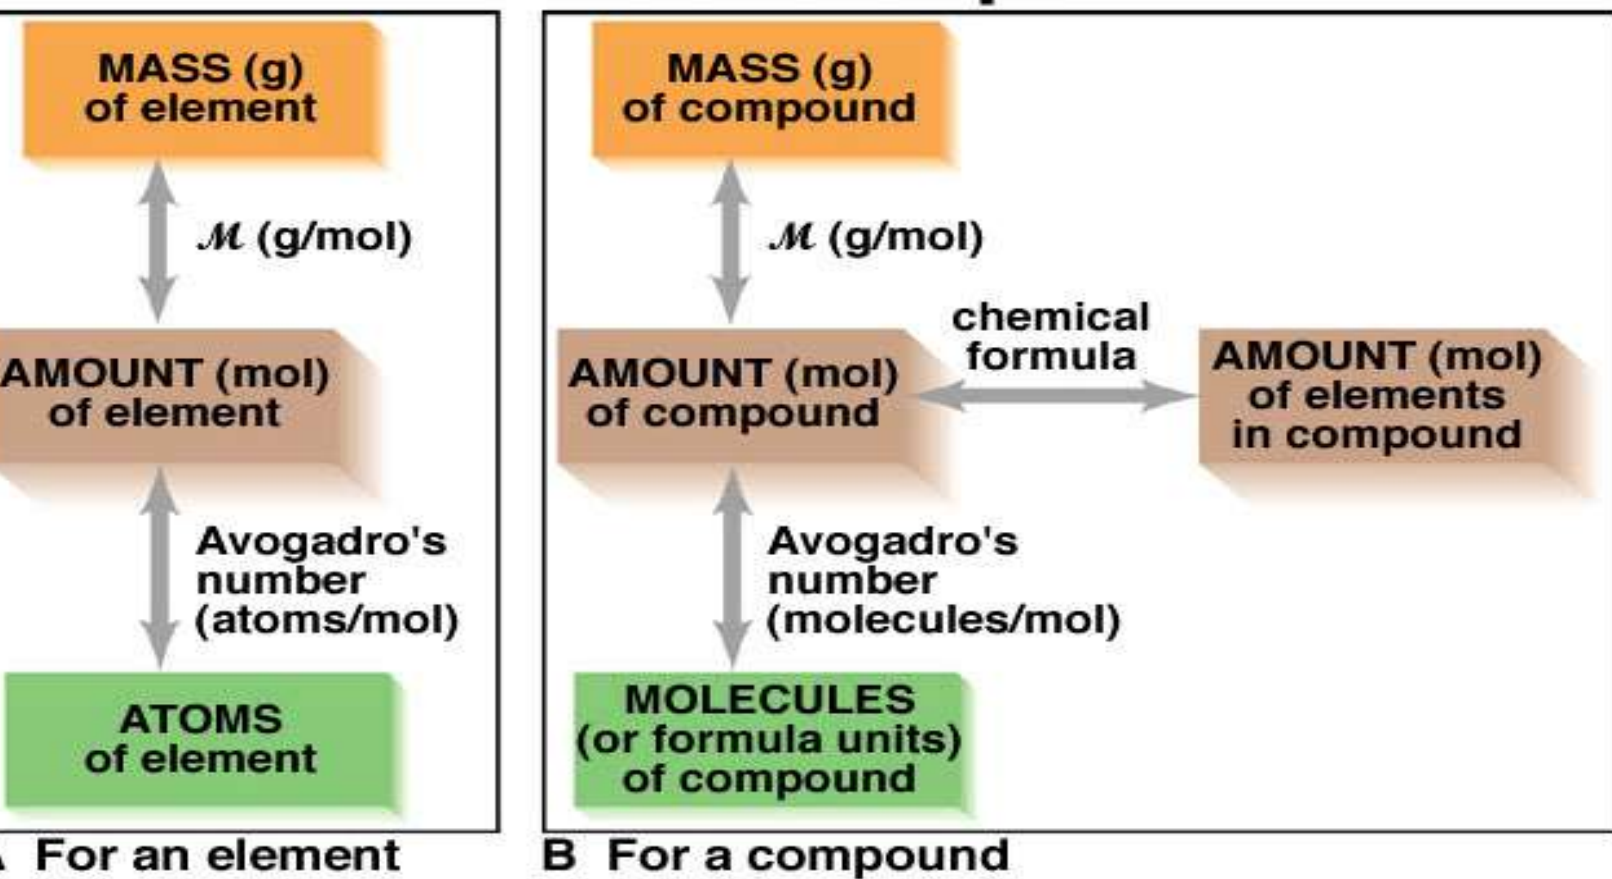 MASS (g)
of element
ℳ (g/mol)
AMOUNT (mol)
of element
Avogadro's
number
(atoms/mol)
ATOMS
of element
For an element
MASS (g)
of compound
ℳ (g/mol)
AMOUNT (mol)
of compound
chemical
formula
AMOUNT (mol)
of elements
in compound
Avogadro's
number
(molecules/mol)
MOLECULES
(or formula units)
of compound
B For a compound